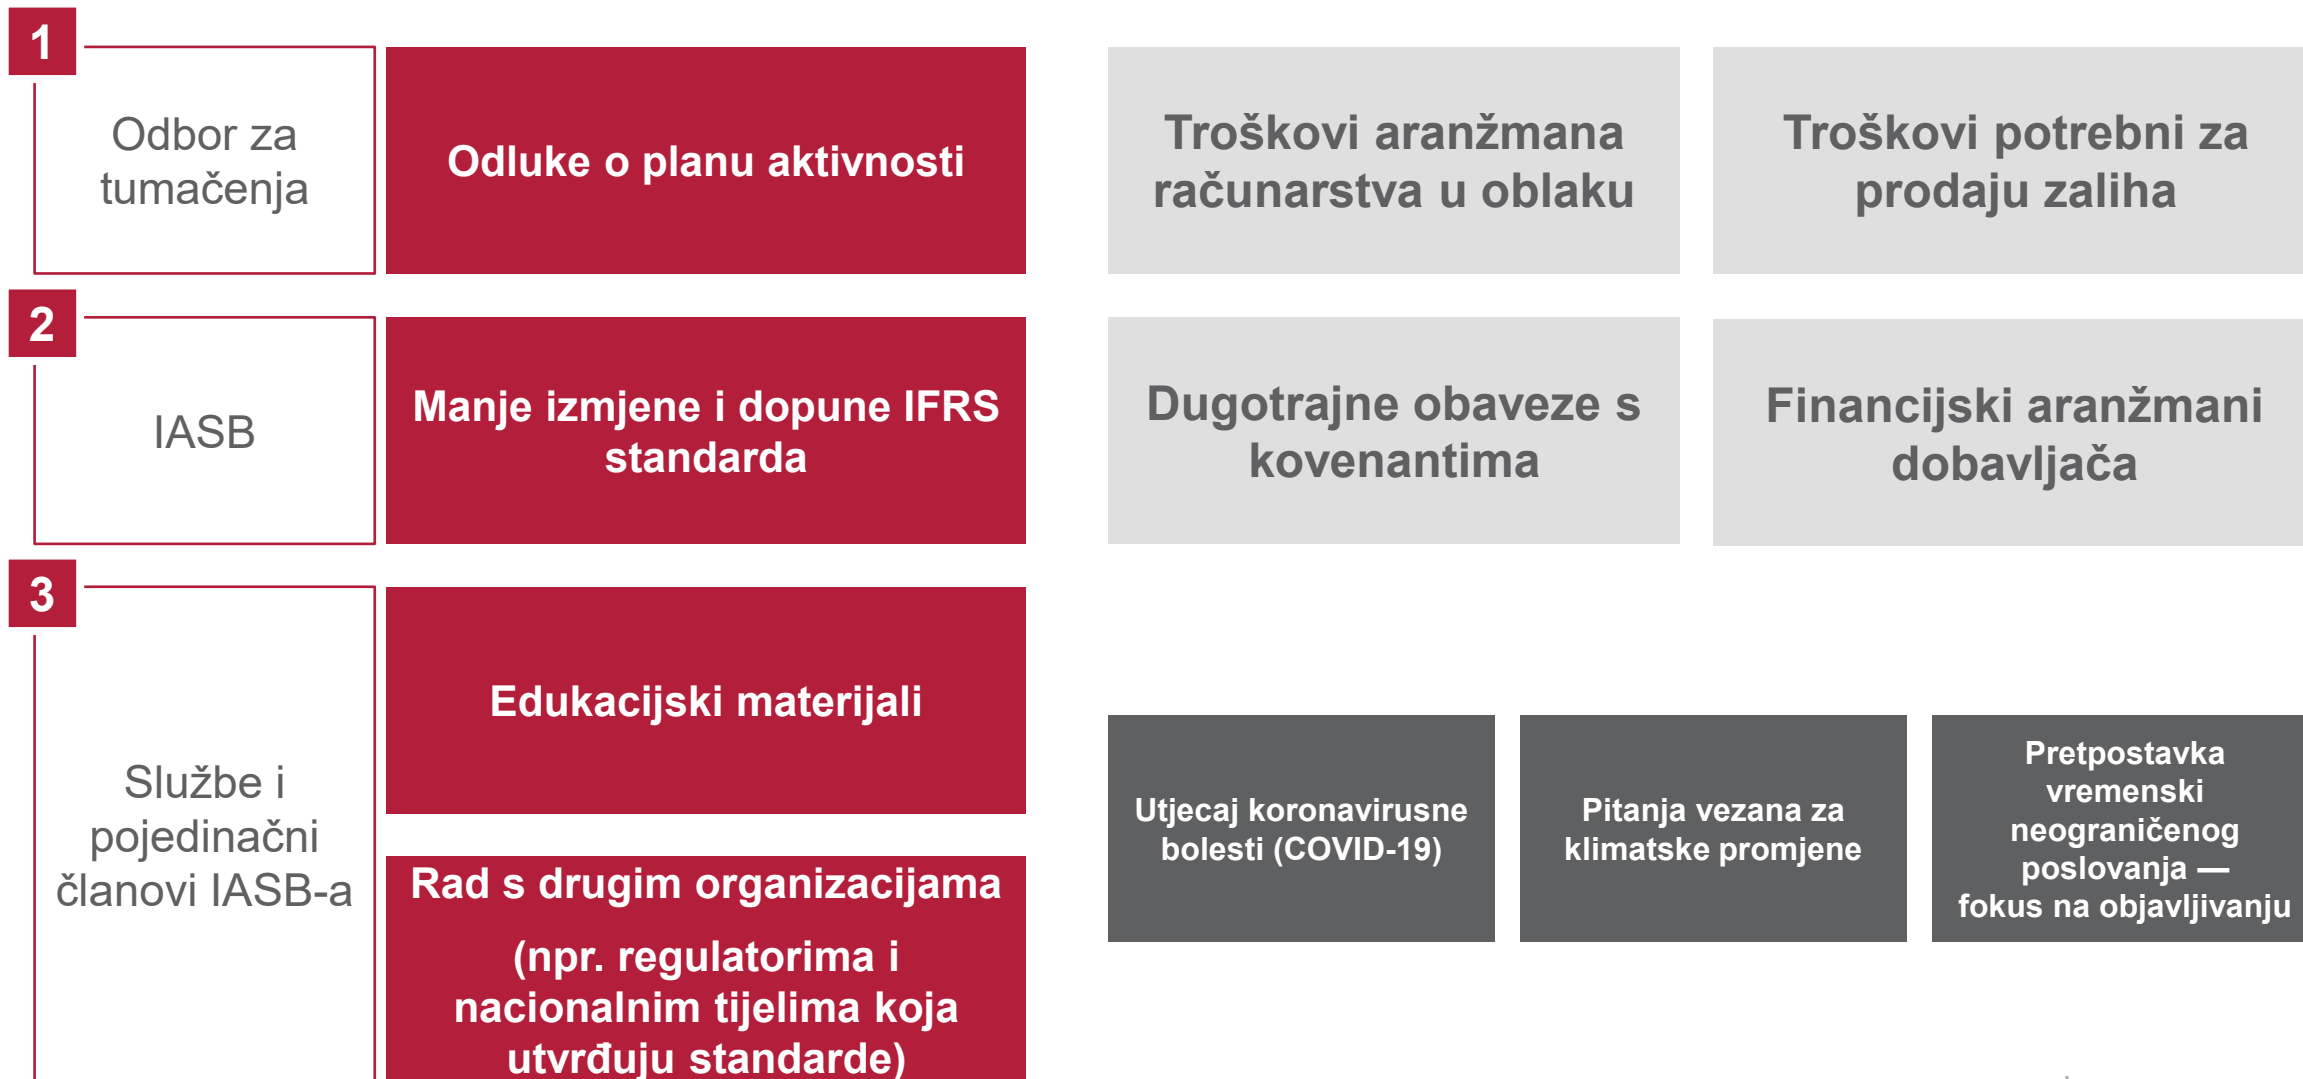 1
Odbor za
tumačenja
Odluke o planu aktivnosti
Troškovi aranžmana
računarstva u oblaku
Troškovi potrebni za
prodaju zaliha
2
IASB
Manje izmjene i dopune IFRS
standarda
Dugotrajne obaveze s
kovenantima
Financijski aranžmani
dobavljača
3
Službe i
pojedinačni
članovi IASB-a
Edukacijski materijali
Rad s drugim organizacijama
(npr. regulatorima i
nacionalnim tijelima koja
utvrđuju standarde)
Utjecaj koronavirusne
bolesti (COVID-19)
Pitanja vezana za
klimatske promjene
Pretpostavka
vremenski
neograničenog
poslovanja —
fokus na objavljivanju